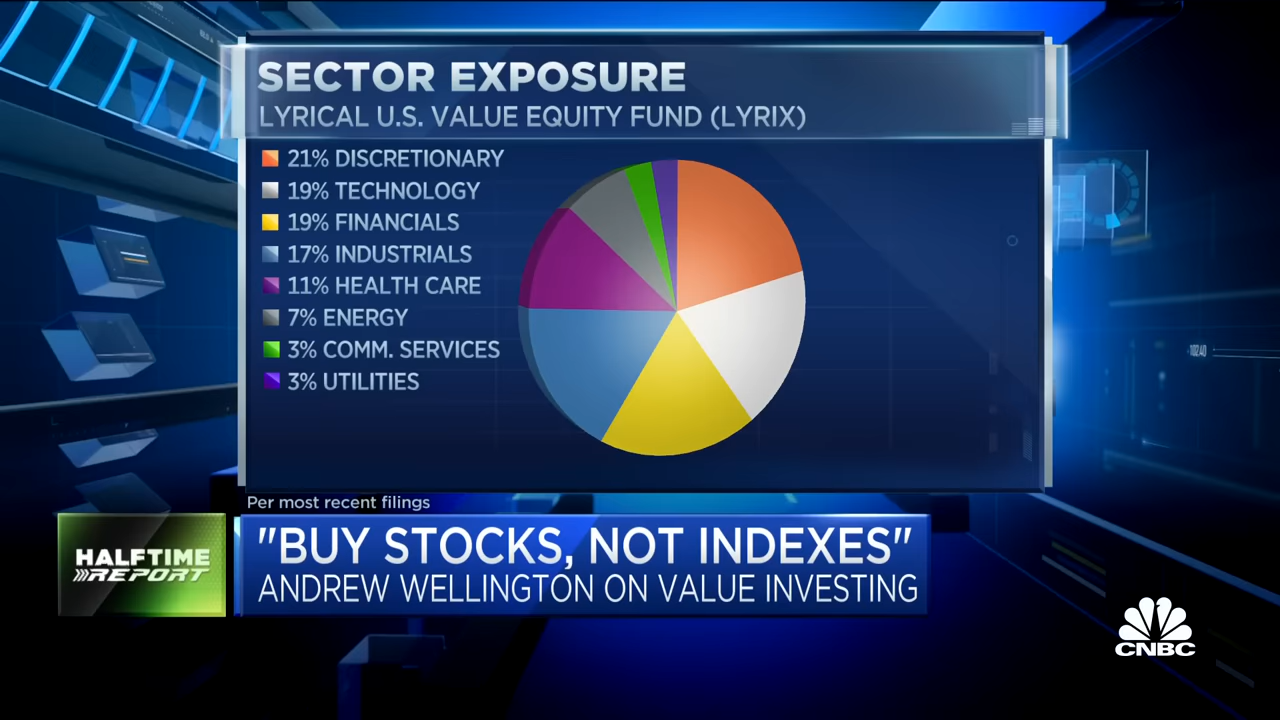 SECTOR EXPOSURE
LYRICAL U.S. VALUE EQUITY FUND (LYRIX)
21% DISCRETIONARY
19% TECHNOLOGY
19% FINANCIALS
17% INDUSTRIALS
11% HEALTH CARE
7% ENERGY
3% COMM. SERVICES
3% UTILITIES
Per most recent filings
HALFTIME
REPORT
"BUY STOCKS, NOT INDEXES"
ANDREW WELLINGTON ON VALUE INVESTING
CNBC